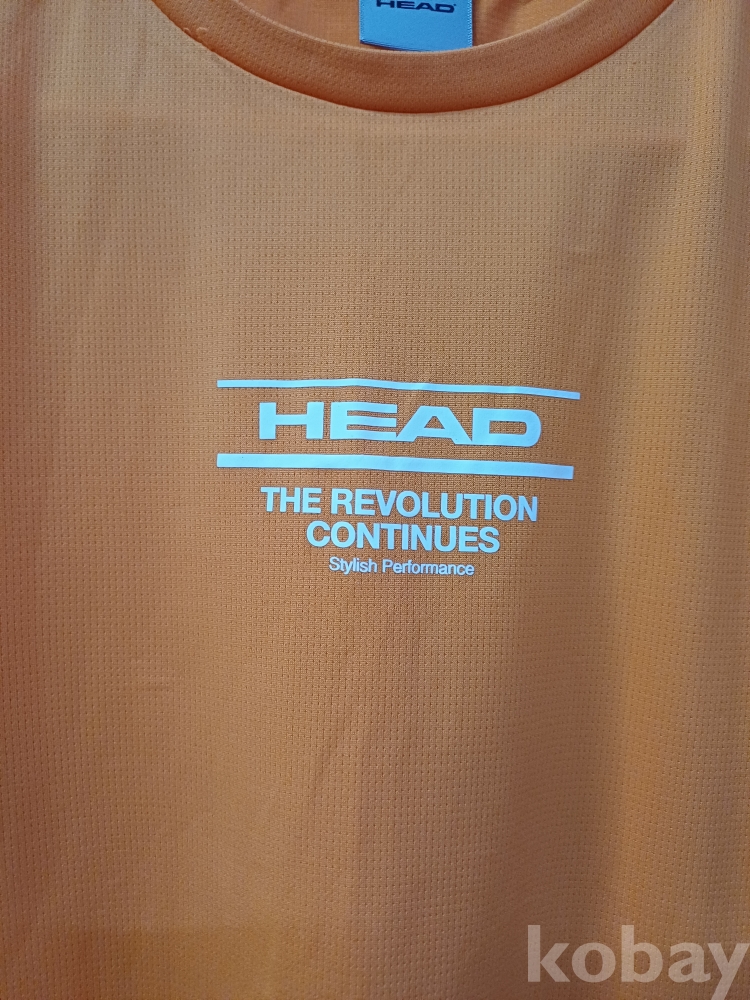 HEAD
HEAD
THE REVOLUTION
CONTINUES
Stylish Performance
kobay